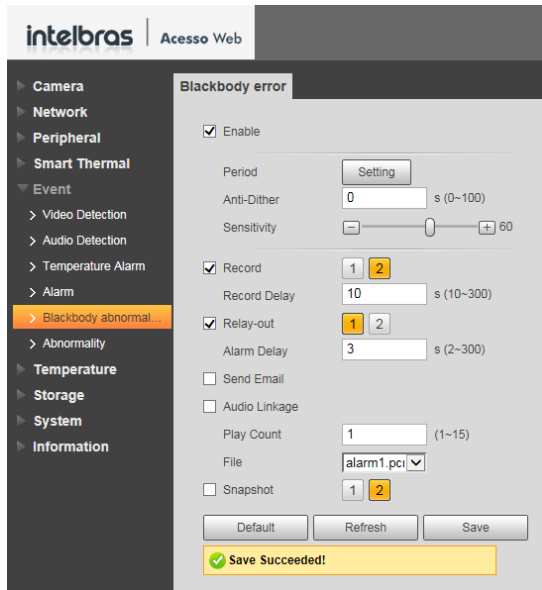 intelbras
Acesso Web
Camera
Network
Peripheral
Smart Thermal
Event
Video Detection
Audio Detection
Temperature Alarm
Alarm
Blackbody abnormal...
Abnormality
Temperature
Storage
System
Information
Blackbody error
Enable
Period Setting
Anti-Dither 0 s (0~100)
Sensitivity - + 60
Record 1 2
Record Delay 10 s (10~300)
Relay-out 1 2
Alarm Delay 3 s (2~300)
Send Email
Audio Linkage
Play Count 1 (1~15)
File alarm1.pc
Snapshot 1 2
Default Refresh Save
Save Succeeded!